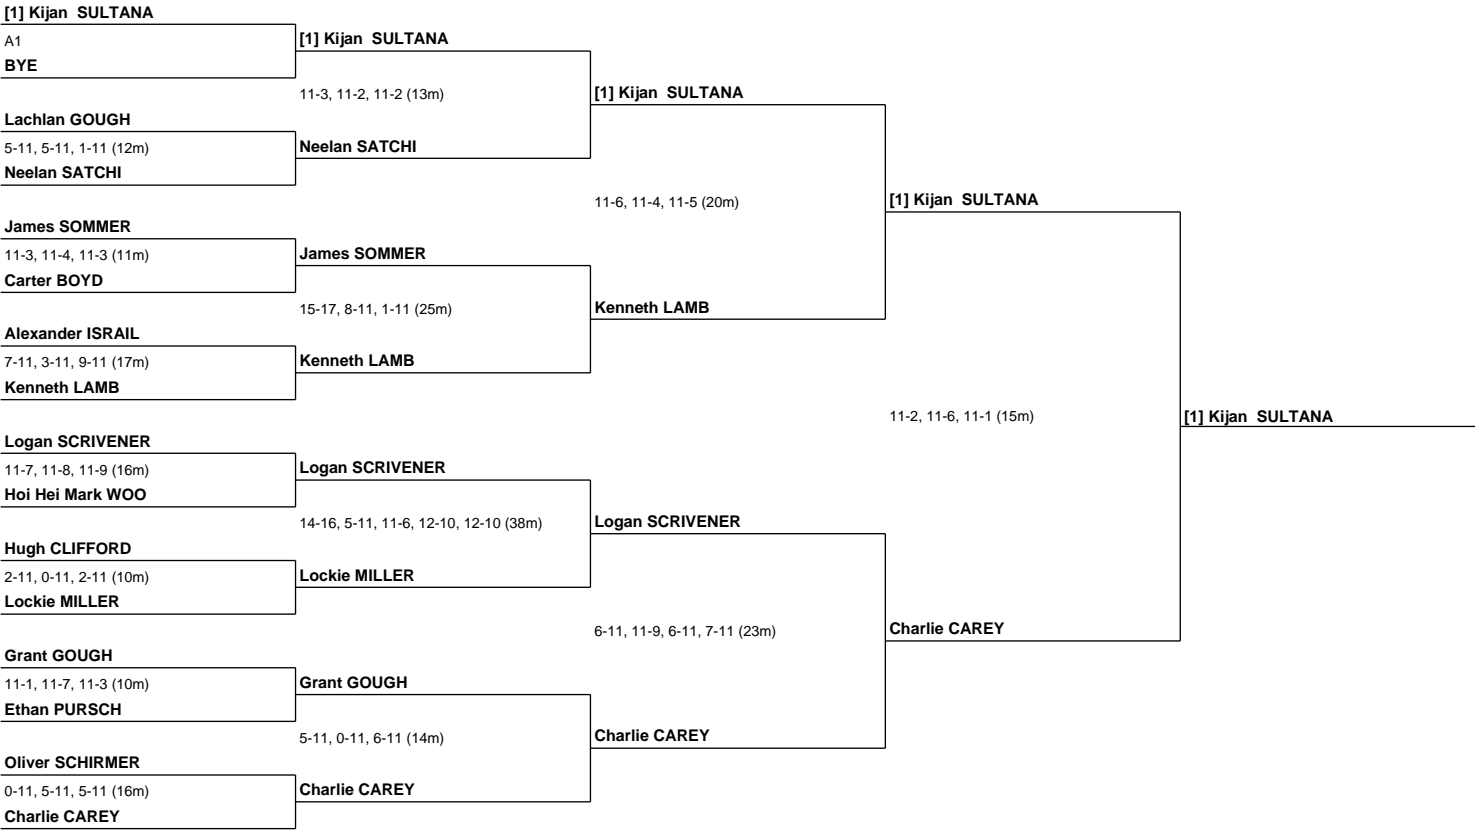 [1] Kijan  SULTANA
A1
BYE
Lachlan GOUGH
5-11, 5-11, 1-11 (12m)
Neelan SATCHI
James SOMMER
11-3, 11-4, 11-3 (11m)
Carter BOYD
Alexander ISRAIL
7-11, 3-11, 9-11 (17m)
Kenneth LAMB
Logan SCRIVENER
11-7, 11-8, 11-9 (16m)
Hoi Hei Mark WOO
Hugh CLIFFORD
2-11, 0-11, 2-11 (10m)
Lockie MILLER
Grant GOUGH
11-1, 11-7, 11-3 (10m)
Ethan PURSCH
Oliver SCHIRMER
0-11, 5-11, 5-11 (16m)
Charlie CAREY
[1] Kijan  SULTANA
11-3, 11-2, 11-2 (13m)
Neelan SATCHI
James SOMMER
15-17, 8-11, 1-11 (25m)
Kenneth LAMB
Logan SCRIVENER
14-16, 5-11, 11-6, 12-10, 12-10 (38m)
Lockie MILLER
Grant GOUGH
5-11, 0-11, 6-11 (14m)
Charlie CAREY
[1] Kijan  SULTANA
11-6, 11-4, 11-5 (20m)
Kenneth LAMB
Logan SCRIVENER
6-11, 11-9, 6-11, 7-11 (23m)
Charlie CAREY
[1] Kijan  SULTANA
11-2, 11-6, 11-1 (15m)
Charlie CAREY
[1] Kijan  SULTANA